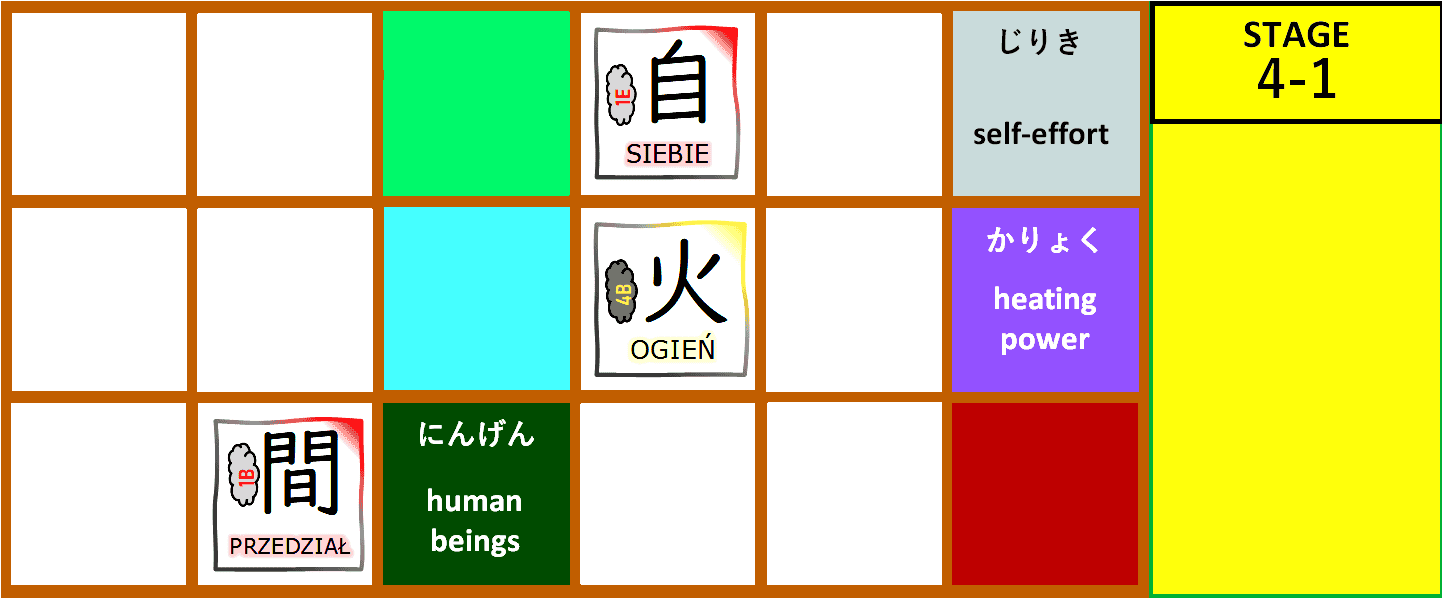 1E
自
SIEBIE
じりき
self-effort
STAGE
4-1
4B
火
OGIEŃ
かりょく
heating
power
1B
間
PRZEDZIAŁ
にんげん
human
beings